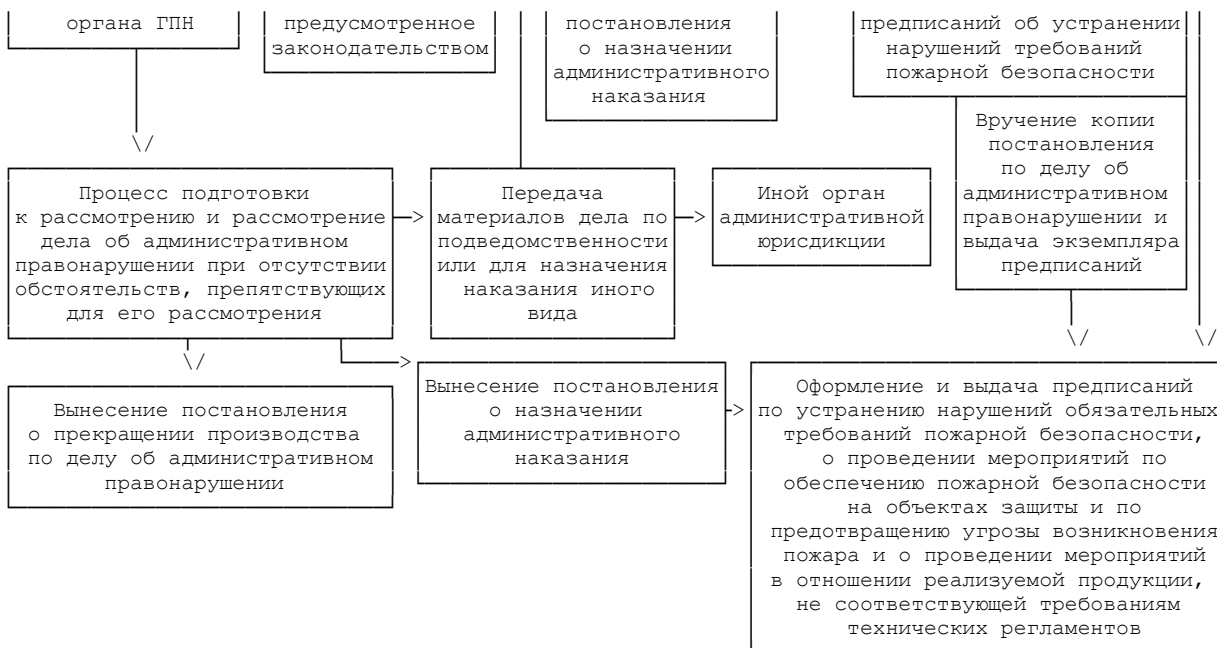 органа ГПН
предусмотренное
законодательством
постановления
о назначении
административного
наказания
предписаний об устранении
нарушений требований
пожарной безопасности
Вручение копии
постановления
по делу об
административном
правонарушении и
выдача экземпляра
предписаний
Процесс подготовки
к рассмотрению и рассмотрение
дела об административном
правонарушении при отсутствии
обстоятельств, препятствующих
для его рассмотрения
Передача
материалов дела по
подведомственности
или для назначения
наказания иного
вида
Иной орган
административной
юрисдикции
Вынесение постановления
о прекращении производства
по делу об административном
правонарушении
Вынесение постановления
о назначении
административного
наказания
Оформление и выдача предписаний
по устранению нарушений обязательных
требований пожарной безопасности,
о проведении мероприятий по
обеспечению пожарной безопасности
на объектах защиты и по
предотвращению угрозы возникновения
пожара и о проведении мероприятий
в отношении реализуемой продукции,
не соответствующей требованиям
технических регламентов